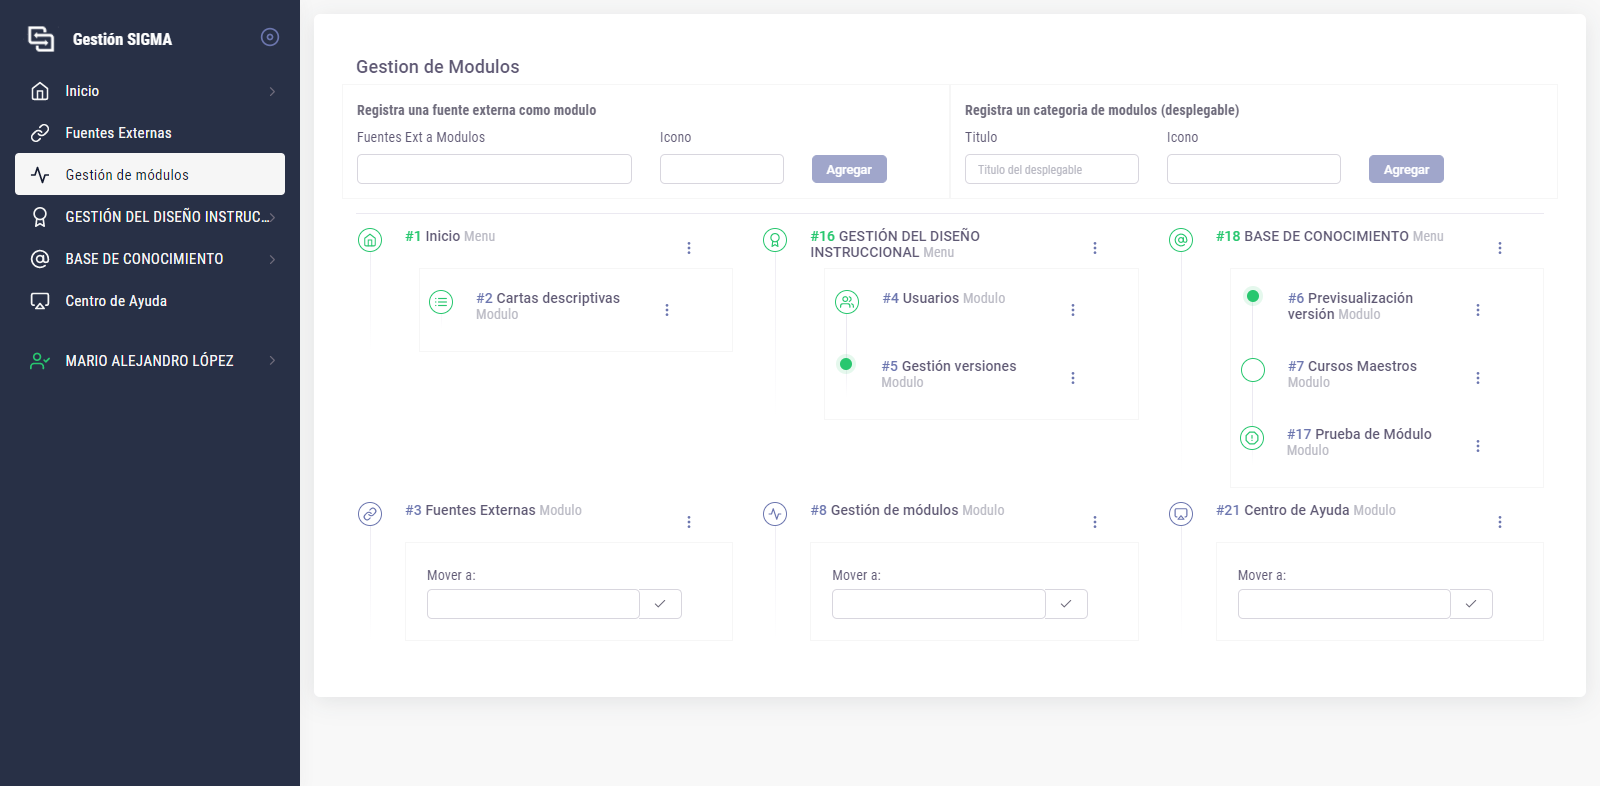 Gestión SIGMA
Inicio
Fuentes Externas
Gestión de módulos
GESTIÓN DEL DISEÑO INSTRUC...
BASE DE CONOCIMIENTO
Centro de Ayuda
MARIO ALEJANDRO LÓPEZ
Gestion de Modulos
Registra una fuente externa como modulo
Fuentes Ext a Modulos
Icono
Agregar
Registra un categoria de modulos (desplegable)
Titulo
Icono
Titulo del desplegable
Agregar
#1 Inicio Menu
#2 Cartas descriptivas
Modulo
#16 GESTIÓN DEL DISEÑO
INSTRUCCIONAL Menu
#4 Usuarios Modulo
#5 Gestión versiones
Modulo
#18 BASE DE CONOCIMIENTO Menu
#6 Previsualización
versión Modulo
#7 Cursos Maestros
Modulo
#17 Prueba de Módulo
Modulo
#3 Fuentes Externas Modulo
Mover a:
#8 Gestión de módulos Modulo
Mover a:
#21 Centro de Ayuda Modulo
Mover a: